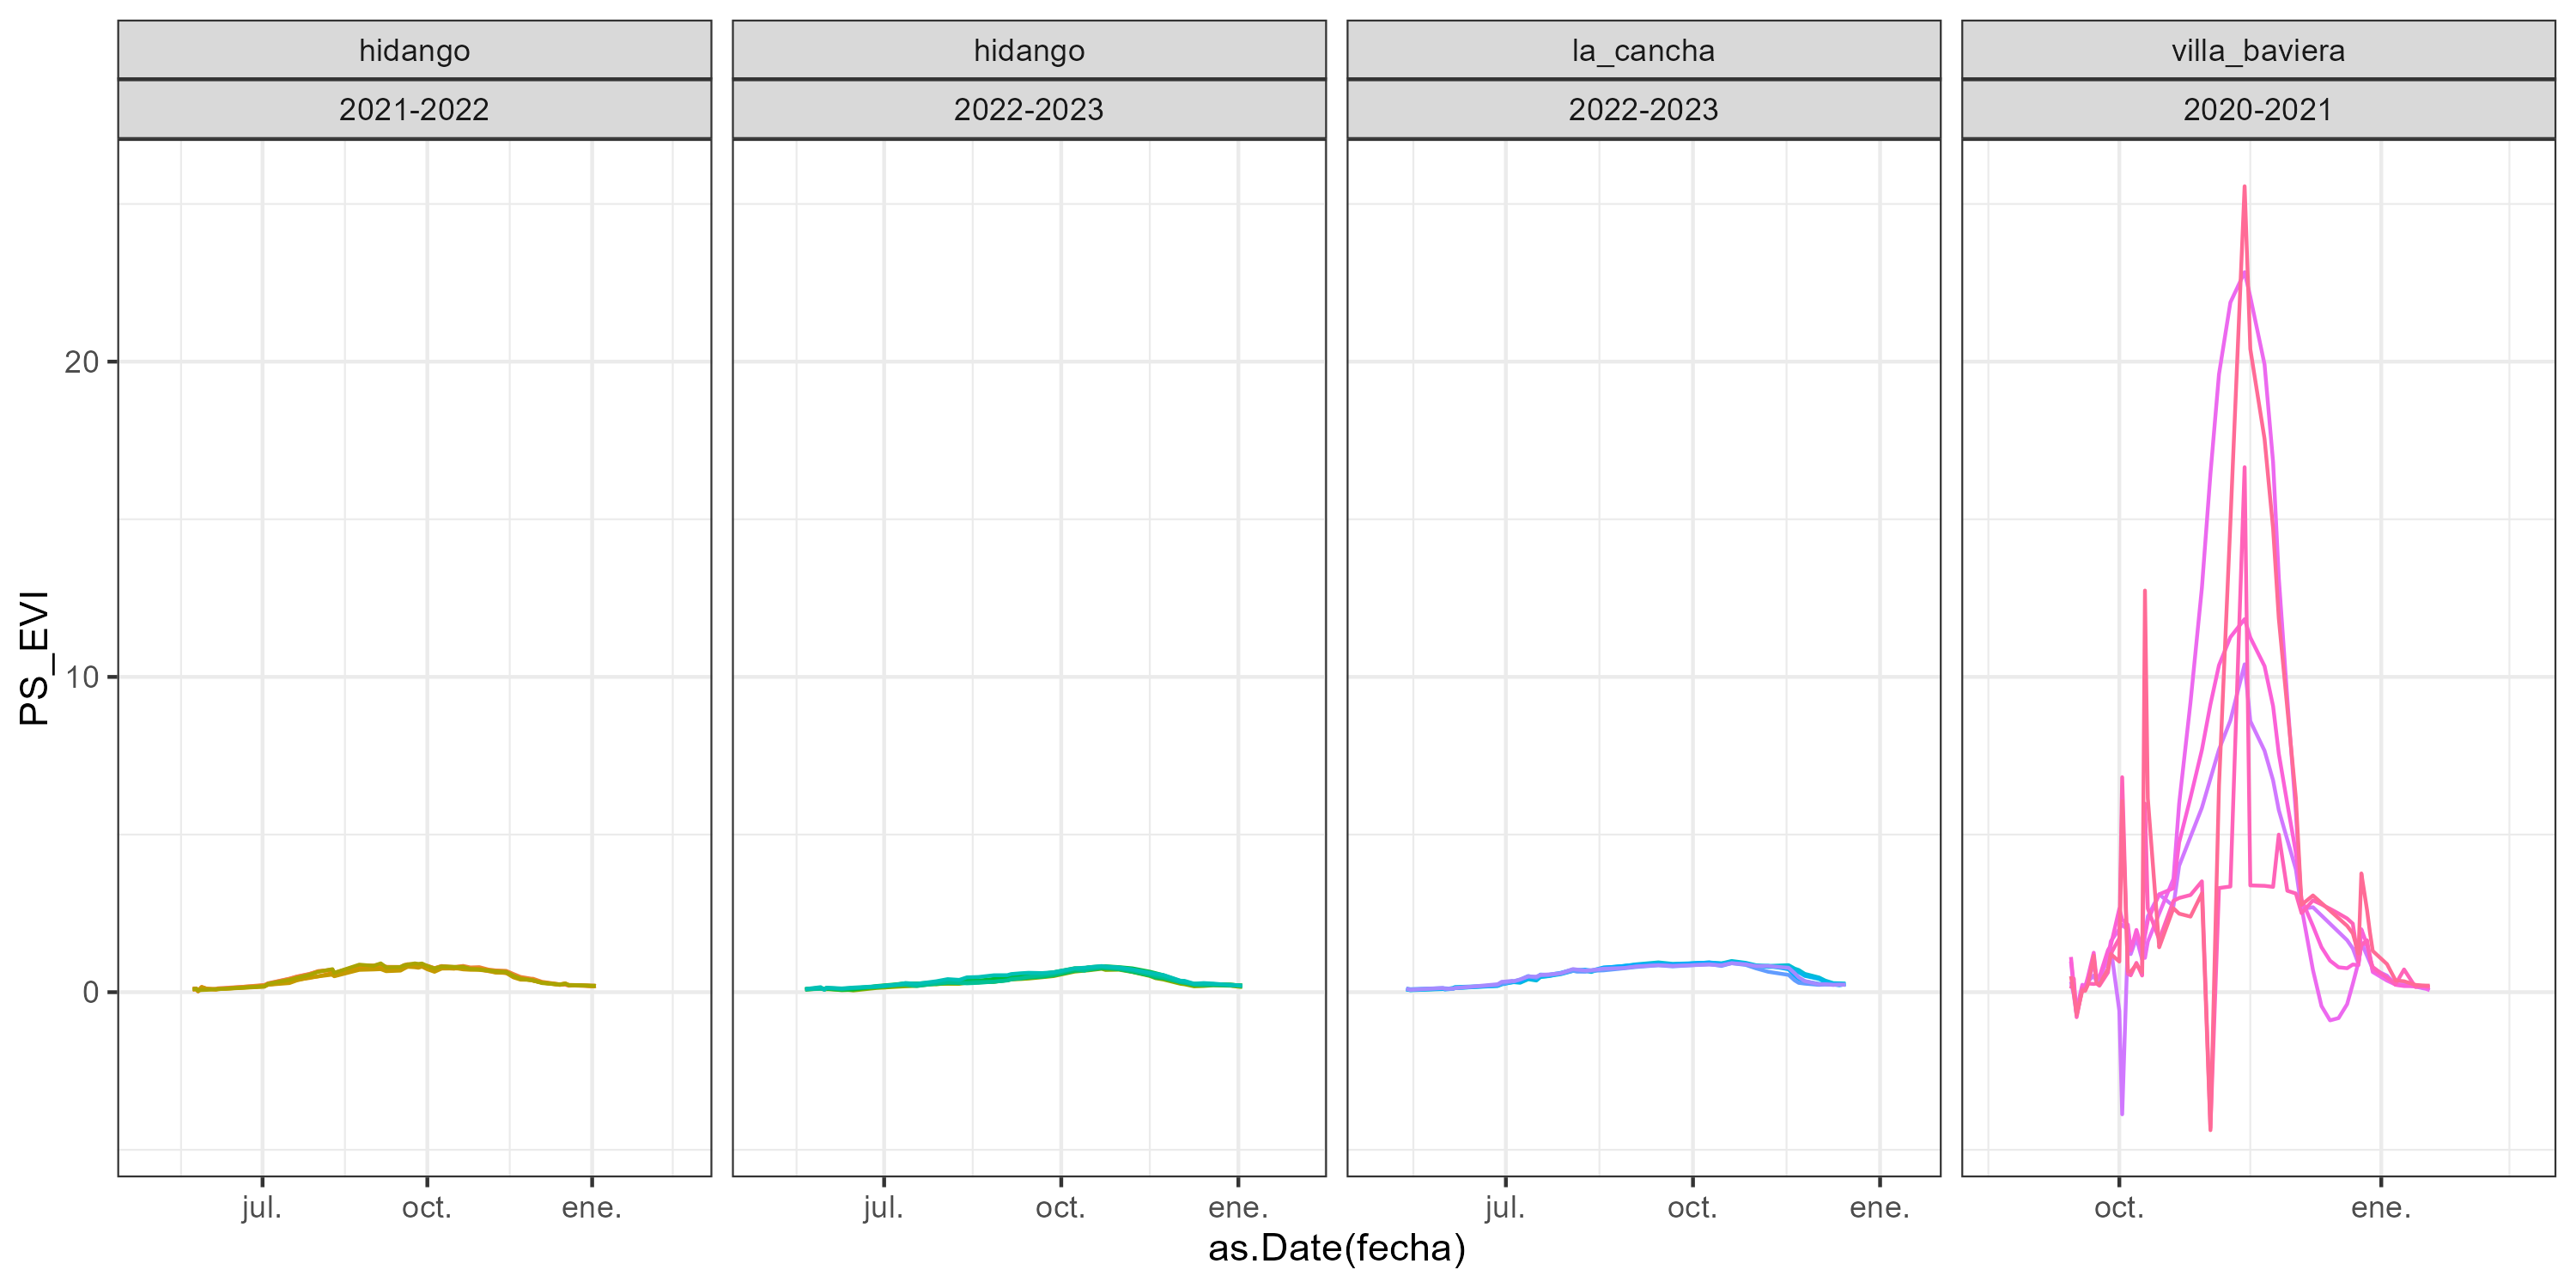 hidango
hidango
la_cancha
villa_baviera
2021-2022
2022-2023
2022-2023
2020-2021
PS_EVI
20
10
0
jul.
oct.
ene.
jul.
oct.
ene.
jul.
oct.
ene.
oct.
ene.
as.Date(fecha)